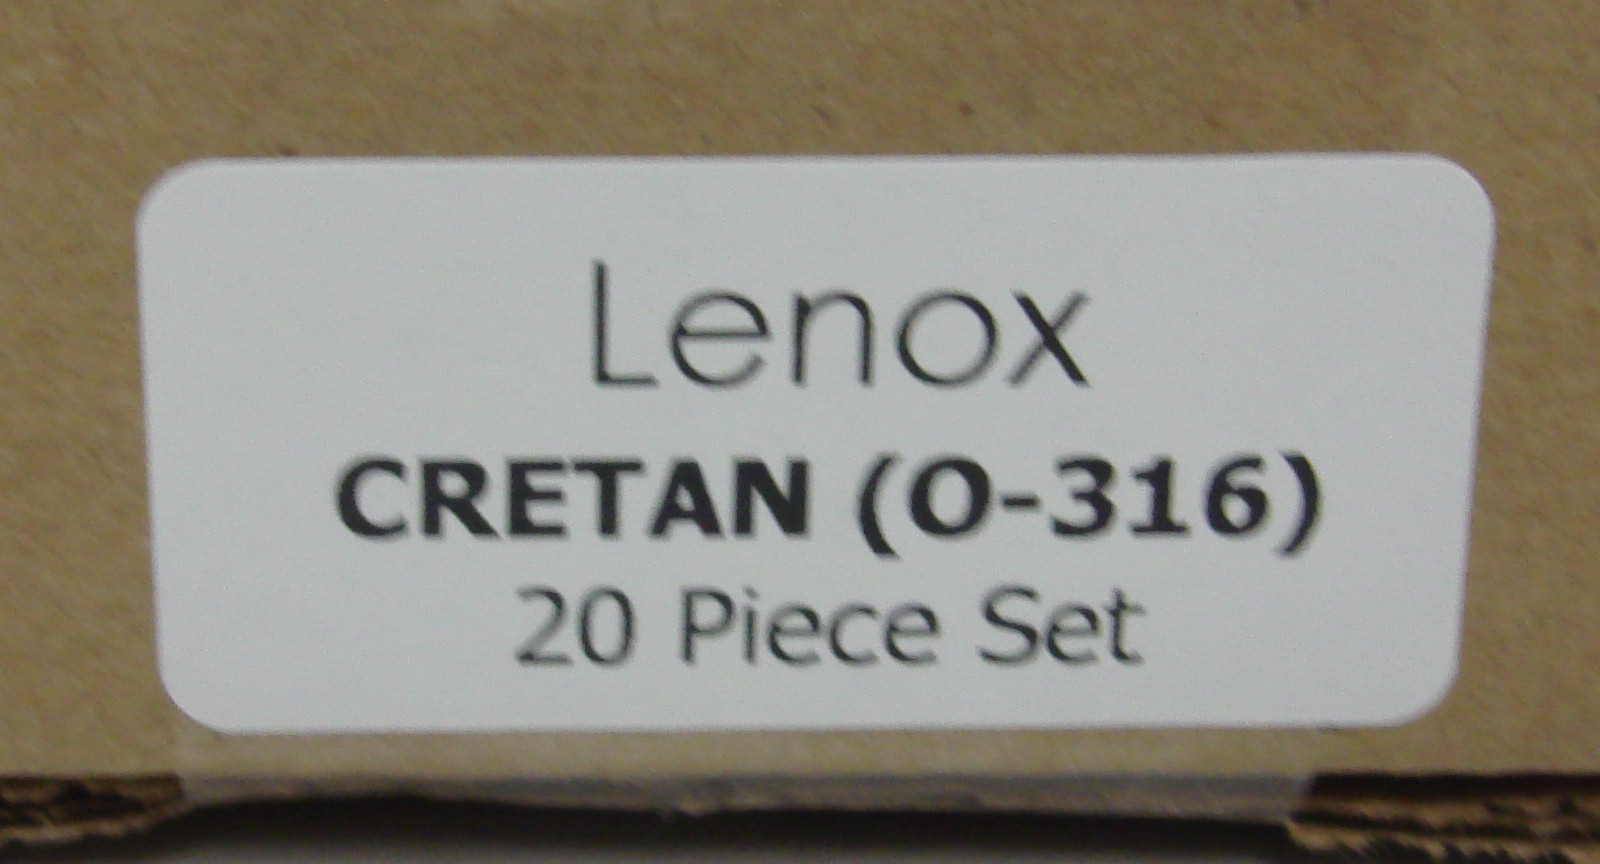 Lenox
CRETAN (O-316)
20 Piece Set